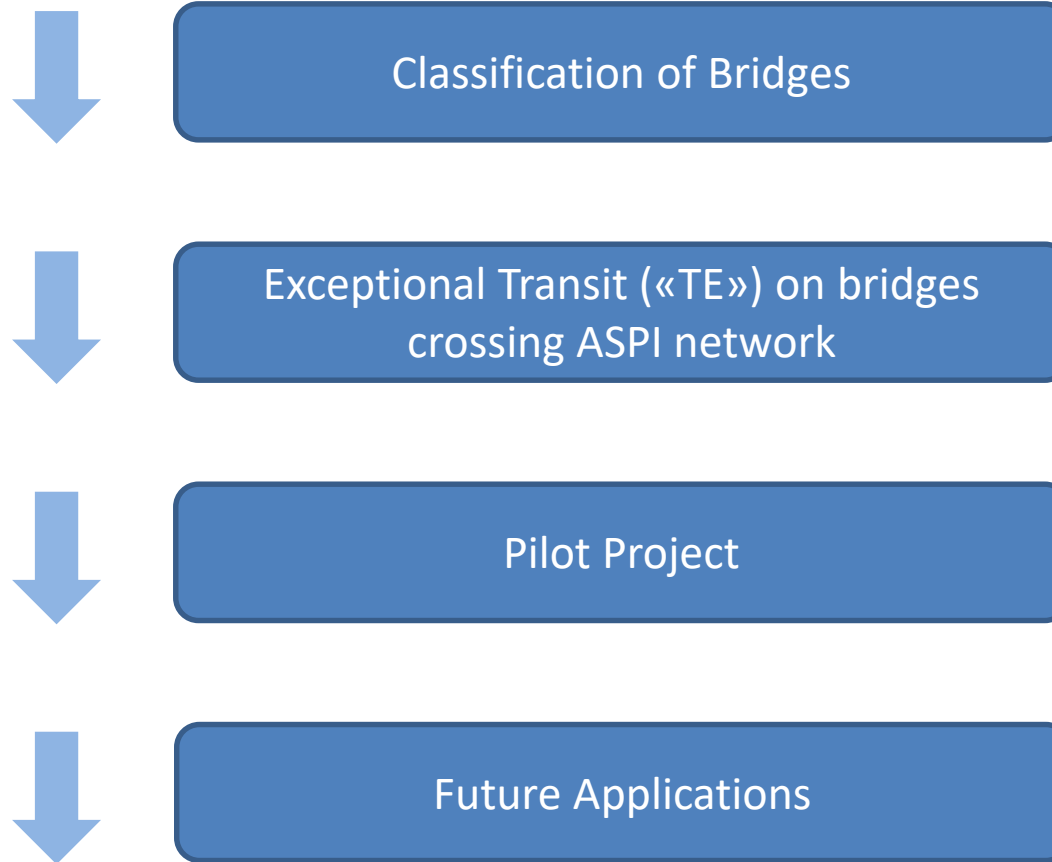 Classification of Bridges
Exceptional Transit («TE») on bridges
crossing ASPI network
Pilot Project
Future Applications